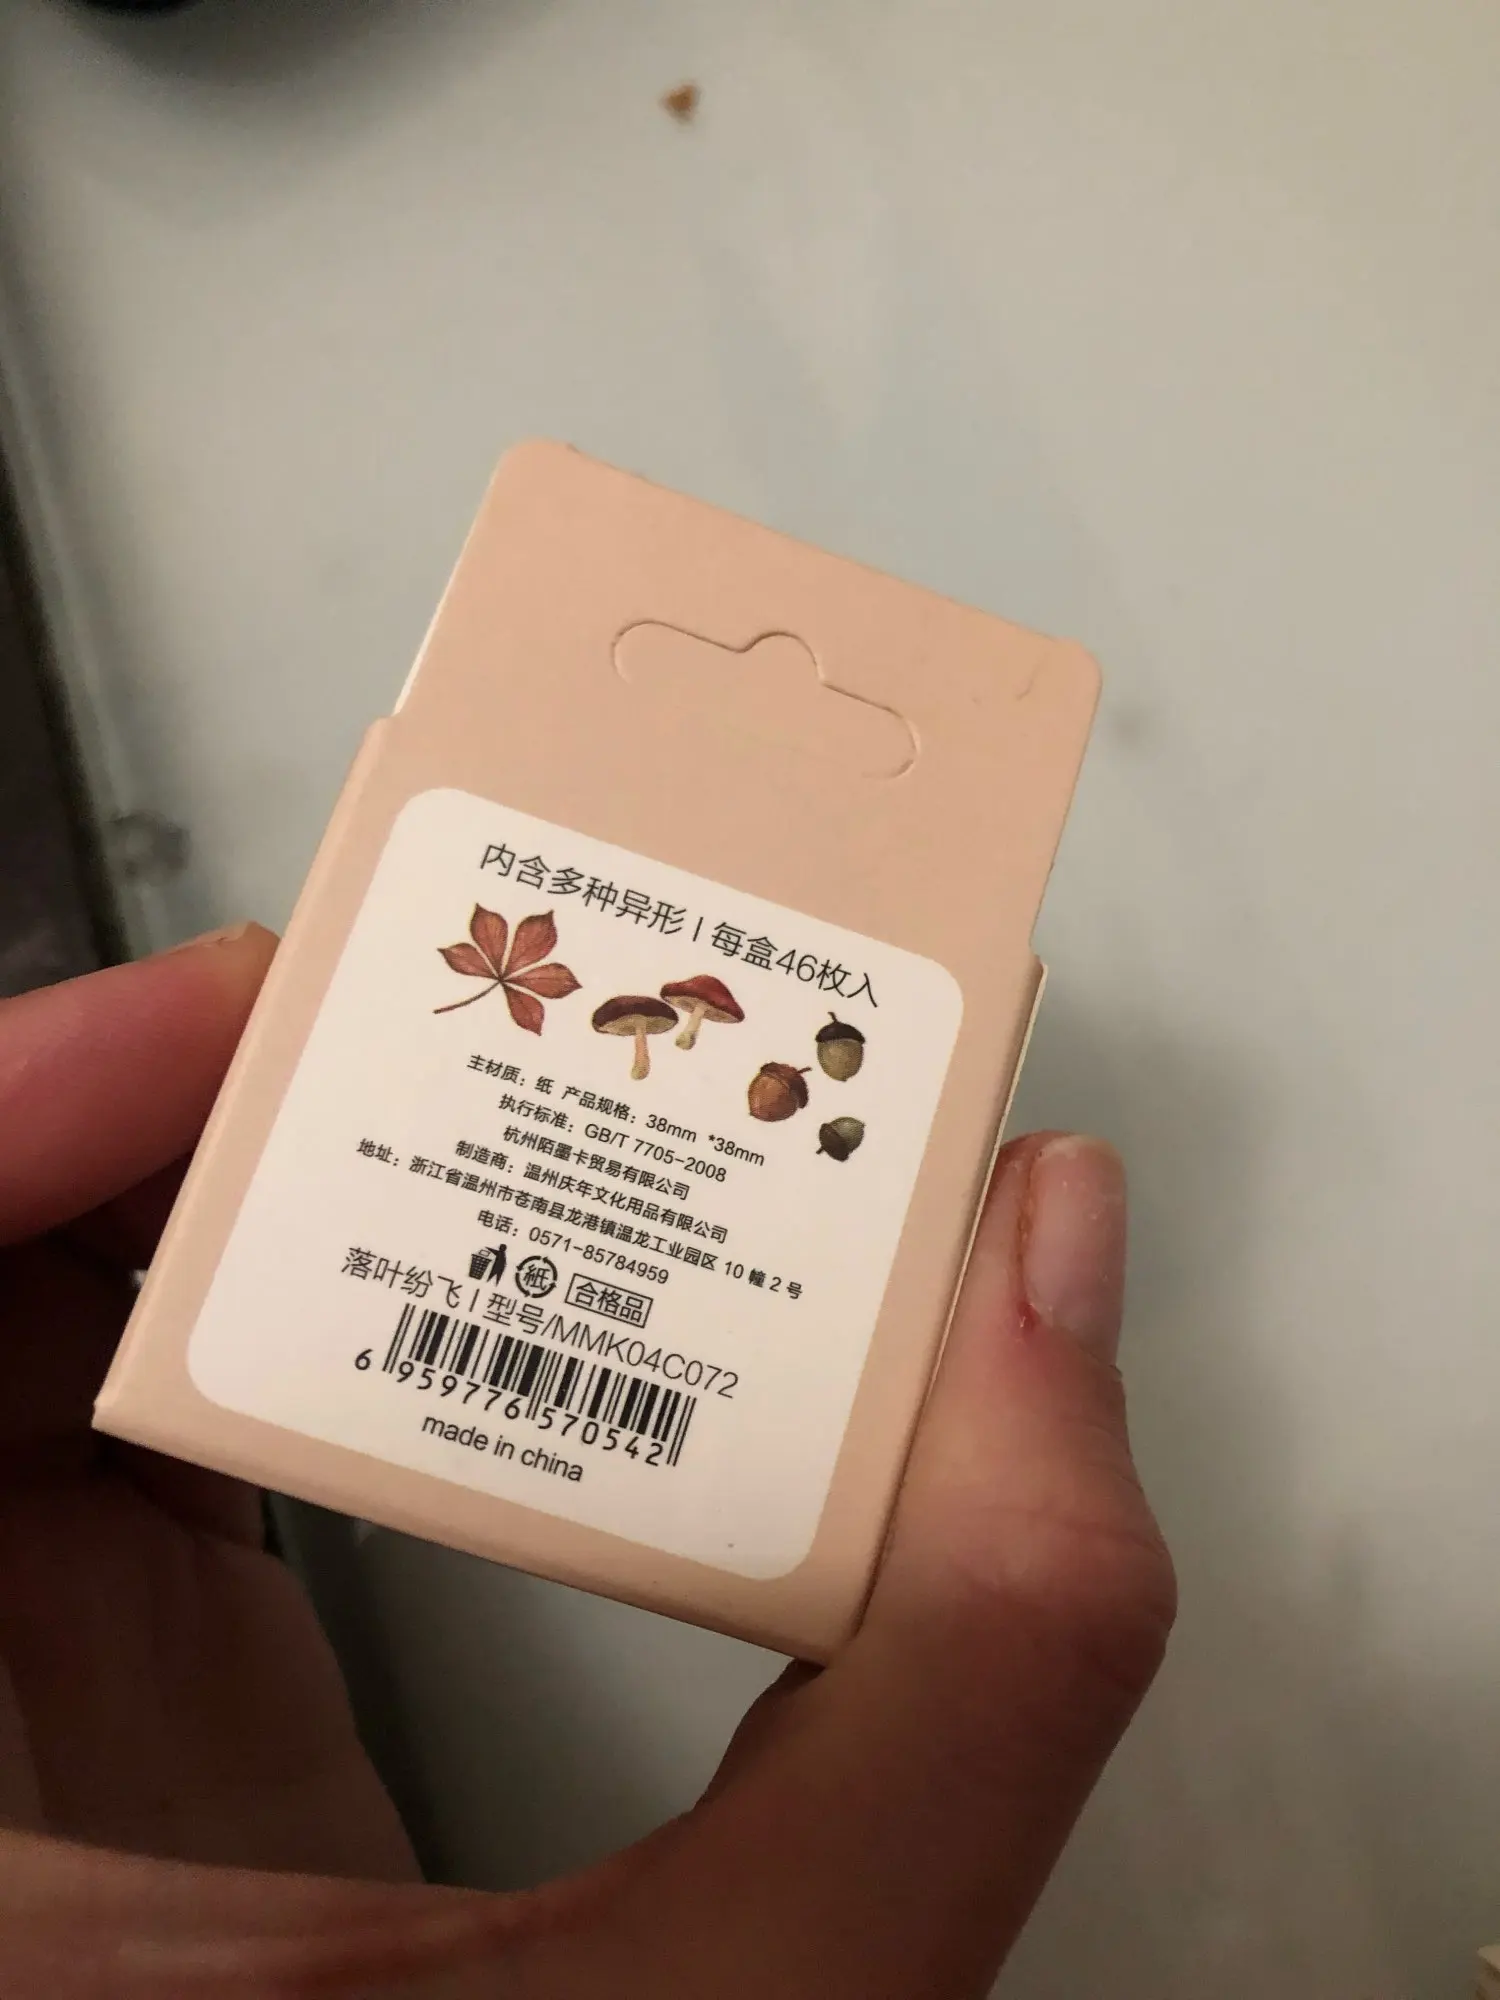 内含多种异形 | 每盒46枚入
主材质：纸 产品规格：38mm *38mm
执行标准：GB/T 7705-2008
杭州陌墨卡贸易有限公司
制造商：温州庆年文化用品有限公司
地址：浙江省温州市苍南县龙港镇温龙工业园区 10 幢 2 号
电话：0571-85784959
紙 合格品
落叶纷飞 | 型号/MMK04C072
6 959776 570542
made in china